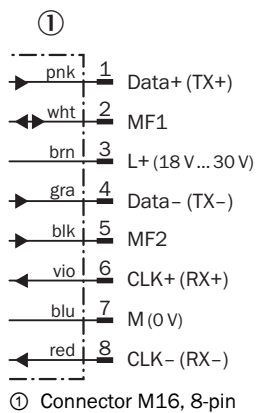 ①
pnk 1 Data+ (TX+)
wht 2 MF1
brn 3 L+ (18 V ... 30 V)
gra 4 Data– (TX–)
blk 5 MF2
vio 6 CLK+ (RX+)
blu 7 M (0 V)
red 8 CLK– (RX–)
① Connector M16, 8-pin